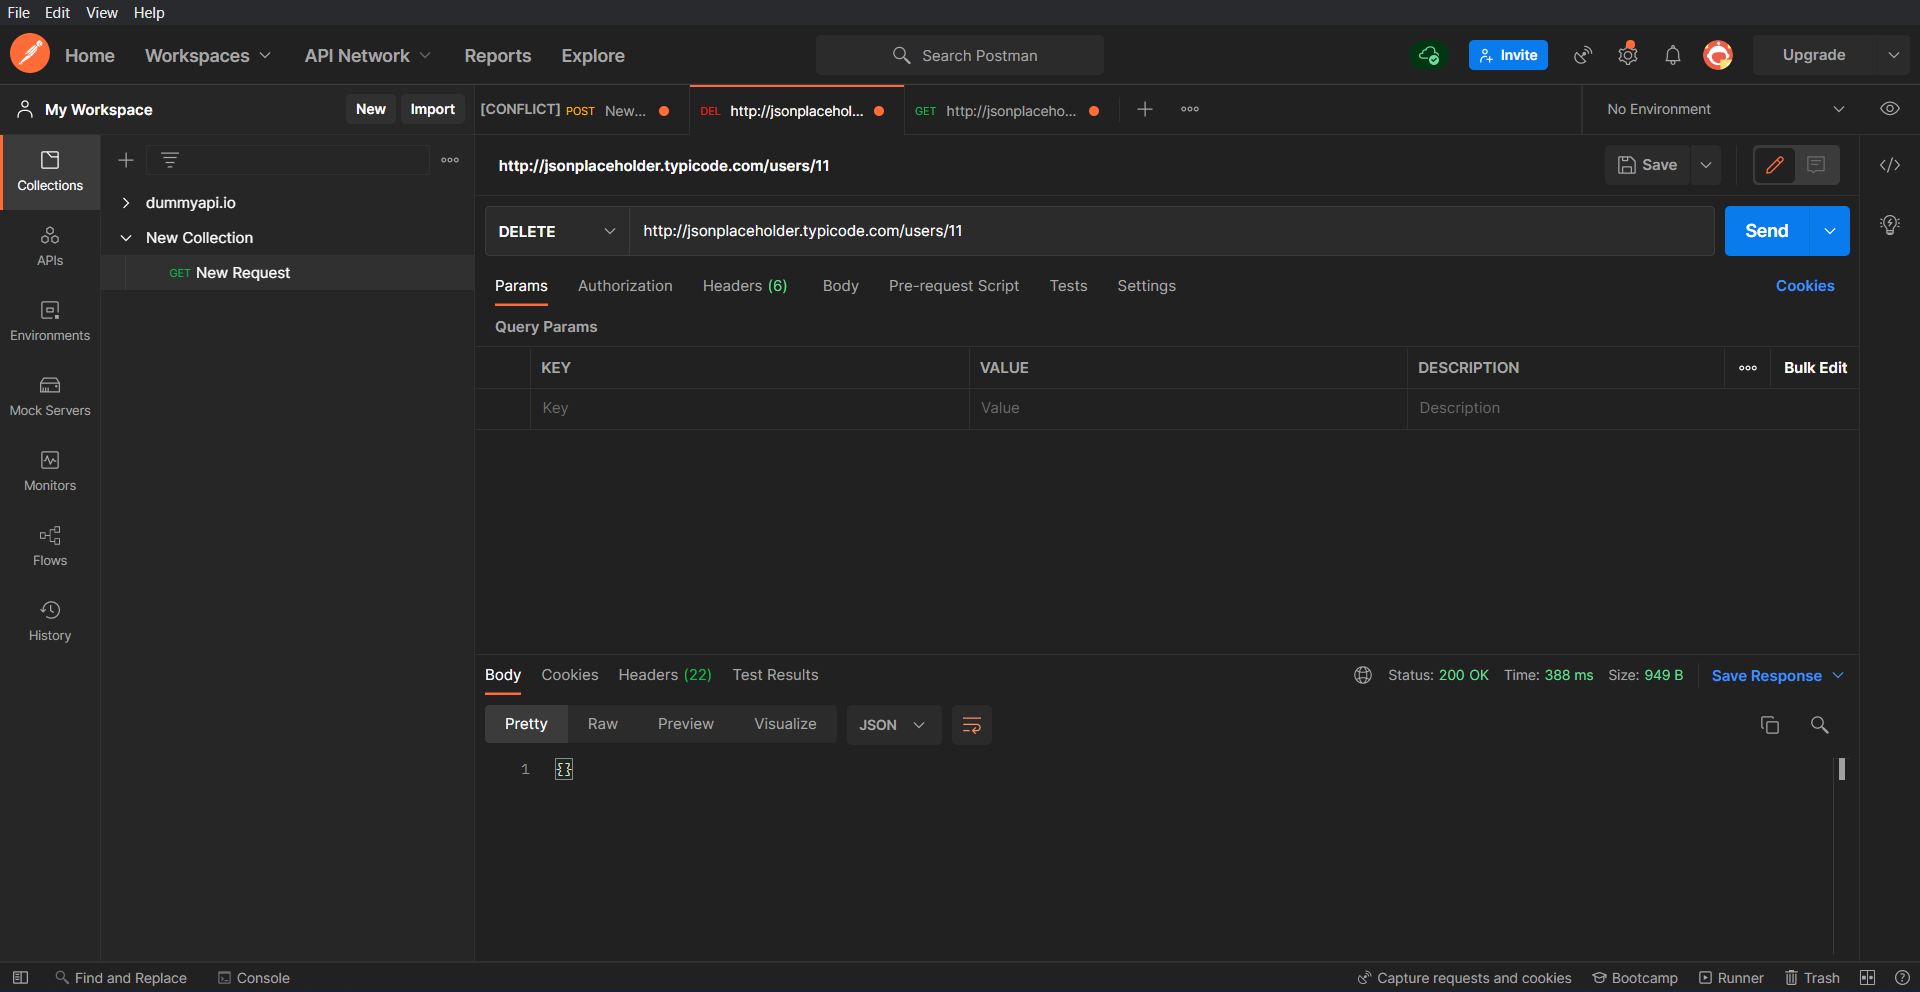 File Edit View Help
Home Workspaces API Network Reports Explore Search Postman Invite Upgrade
My Workspace New Import [CONFLICT] POST New... DEL http://jsonplacehol... GET http://jsonplaceho... No Environment
Collections
APIs
Environments
Mock Servers
Monitors
Flows
History
dummyapi.io
New Collection
GET New Request
http://jsonplaceholder.typicode.com/users/11 Save
DELETE http://jsonplaceholder.typicode.com/users/11 Send
Params Authorization Headers (6) Body Pre-request Script Tests Settings Cookies
Query Params
KEY VALUE DESCRIPTION Bulk Edit
Key Value Description
Body Cookies Headers (22) Test Results Status: 200 OK Time: 388 ms Size: 949 B Save Response
Pretty Raw Preview Visualize JSON
1 {}
Find and Replace Console Capture requests and cookies Bootcamp Runner Trash